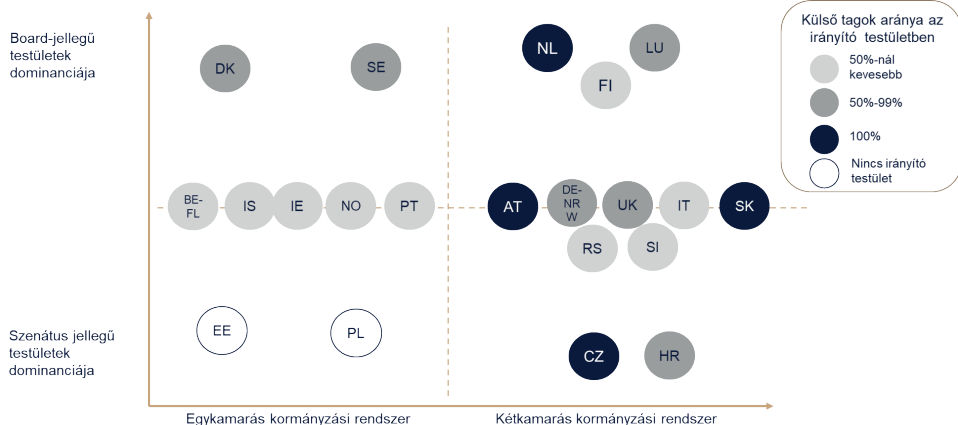 Board-jellegű
testületek
dominanciája
DK
SE
NL
LU
FI
Külső tagok aránya az
irányító testületben
50%-nál
kevesebb
50%-99%
100%
Nincs irányító
testület
BE-
FL
IS
IE
NO
PT
AT
DE-
NR
W
UK
IT
SK
RS
SI
Szenátus jellegű
testületek
dominanciája
EE
PL
CZ
HR
Egykamarás kormányzási rendszer
Kétkamarás kormányzási rendszer